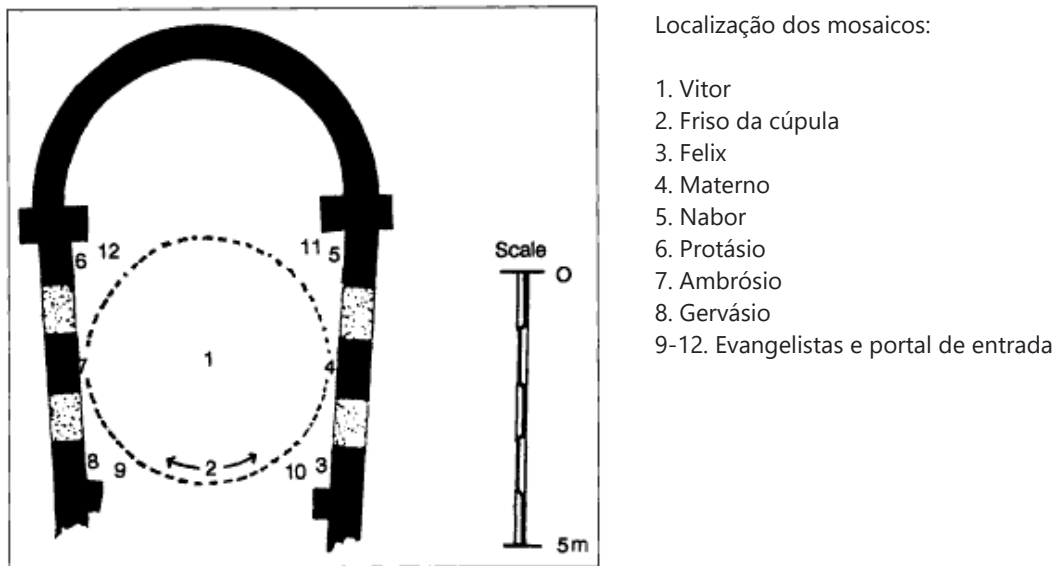 Localização dos mosaicos:
1. Vitor
2. Friso da cúpula
3. Felix
4. Materno
5. Nabor
6. Protásio
7. Ambrósio
8. Gervásio
9-12. Evangelistas e portal de entrada
6 12 11 5
Scale
0
7 1 4
8 9 2 10 3
5m